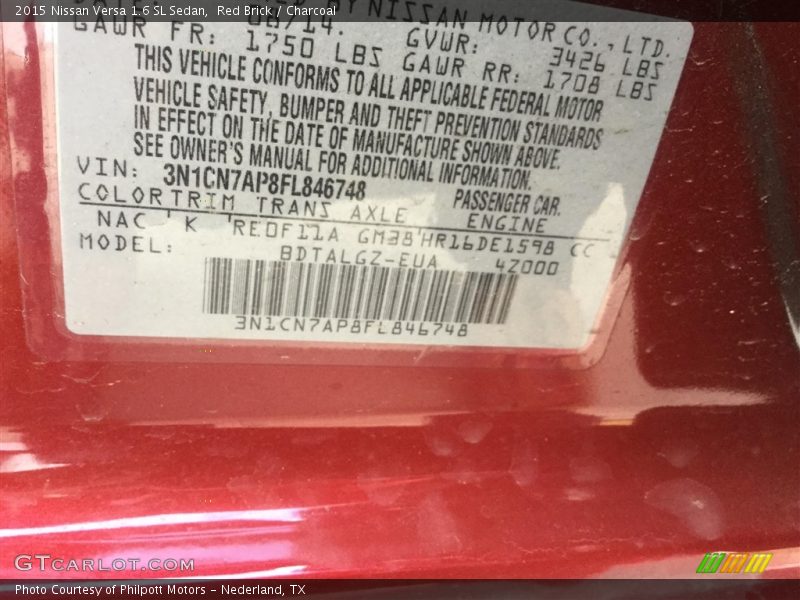 2015 Nissan Versa 1.6 SL Sedan, Red Brick / Charcoal
08/14. BY NISSAN MOTOR CO., LTD.
GAWR FR: GVWR: 3426 LBS
1750 LBS GAWR RR: 1708 LBS
THIS VEHICLE CONFORMS TO ALL APPLICABLE FEDERAL MOTOR
VEHICLE SAFETY, BUMPER AND THEFT PREVENTION STANDARDS
IN EFFECT ON THE DATE OF MANUFACTURE SHOWN ABOVE.
SEE OWNER'S MANUAL FOR ADDITIONAL INFORMATION.
VIN: 3N1CN7AP8FL846748 PASSENGER CAR.
COLOR TRIM TRANS AXLE ENGINE
NAC K RE0F11A GM38 HR16DE1598 CC
MODEL: BDTALGZ-EUA 4Z000
3N1CN7AP8FL846748
GTCARLOT.COM
Photo Courtesy of Philpott Motors - Nederland, TX